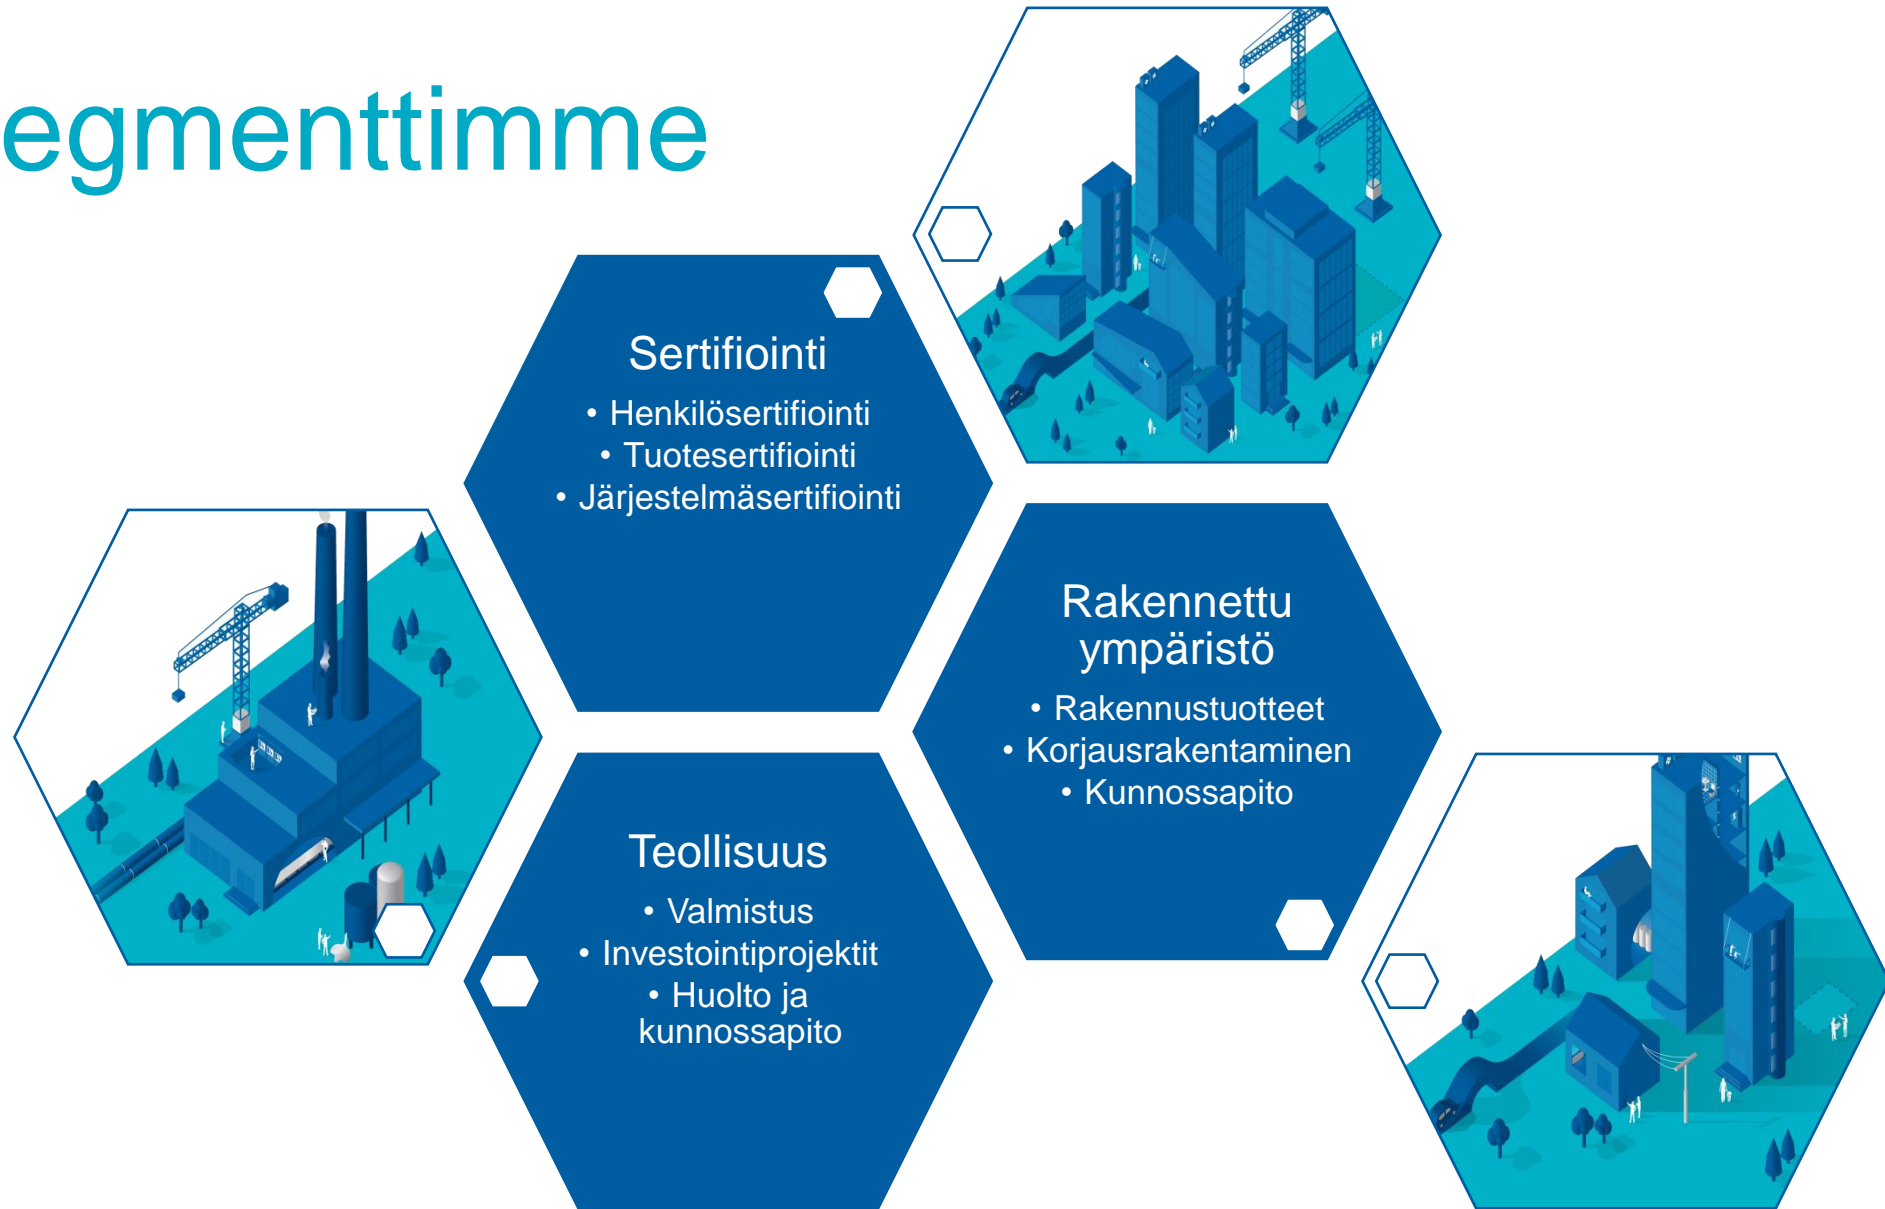 egmenttimme
Sertifiointi
• Henkilösertifiointi
• Tuotesertifiointi
• Järjestelmäsertifiointi
Rakennettu
ympäristö
• Rakennustuotteet
• Korjausrakentaminen
• Kunnossapito
Teollisuus
• Valmistus
• Investointiprojektit
• Huolto ja
kunnossapito